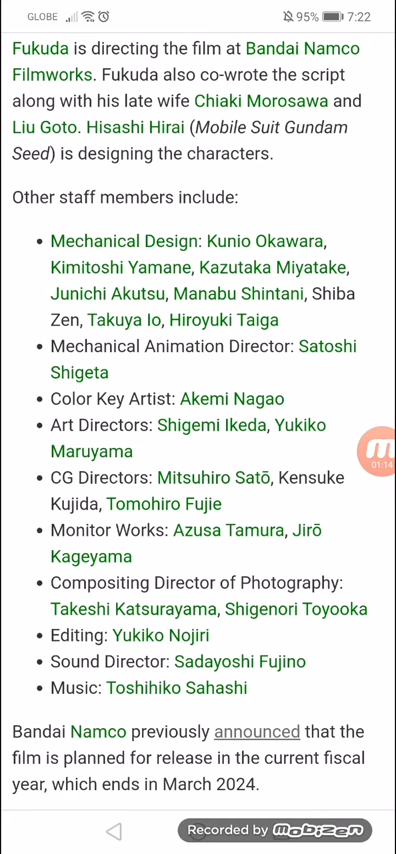 GLOBE 95% 7:22
Fukuda is directing the film at Bandai Namco
Filmworks. Fukuda also co-wrote the script
along with his late wife Chiaki Morosawa and
Liu Goto. Hisashi Hirai (Mobile Suit Gundam
Seed) is designing the characters.
Other staff members include:
• Mechanical Design: Kunio Okawara,
Kimitoshi Yamane, Kazutaka Miyatake,
Junichi Akutsu, Manabu Shintani, Shiba
Zen, Takuya Io, Hiroyuki Taiga
• Mechanical Animation Director: Satoshi
Shigeta
• Color Key Artist: Akemi Nagao
• Art Directors: Shigemi Ikeda, Yukiko
Maruyama
01:14
• CG Directors: Mitsuhiro Satō, Kensuke
Kujida, Tomohiro Fujie
• Monitor Works: Azusa Tamura, Jirō
Kageyama
• Compositing Director of Photography:
Takeshi Katsurayama, Shigenori Toyooka
• Editing: Yukiko Nojiri
• Sound Director: Sadayoshi Fujino
• Music: Toshihiko Sahashi
Bandai Namco previously announced that the
film is planned for release in the current fiscal
year, which ends in March 2024.
Recorded by mobizen